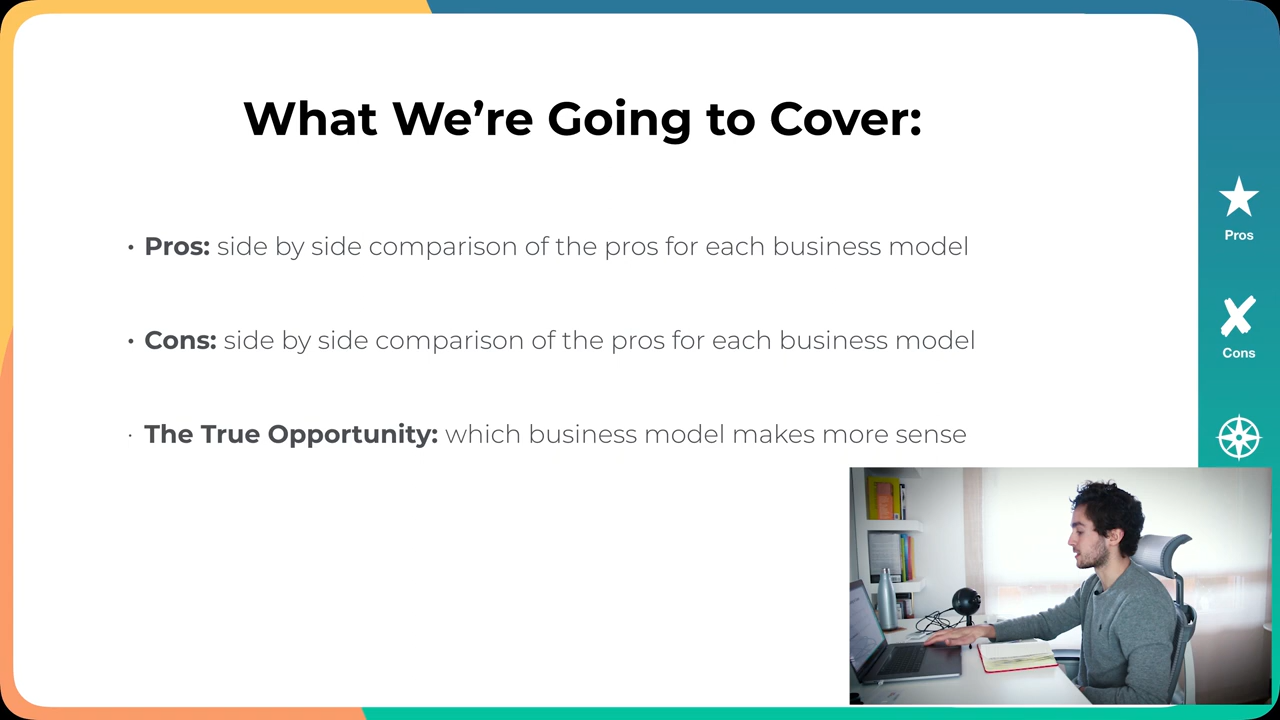 What We’re Going to Cover:
• Pros: side by side comparison of the pros for each business model
• Cons: side by side comparison of the pros for each business model
· The True Opportunity: which business model makes more sense
Pros
Cons